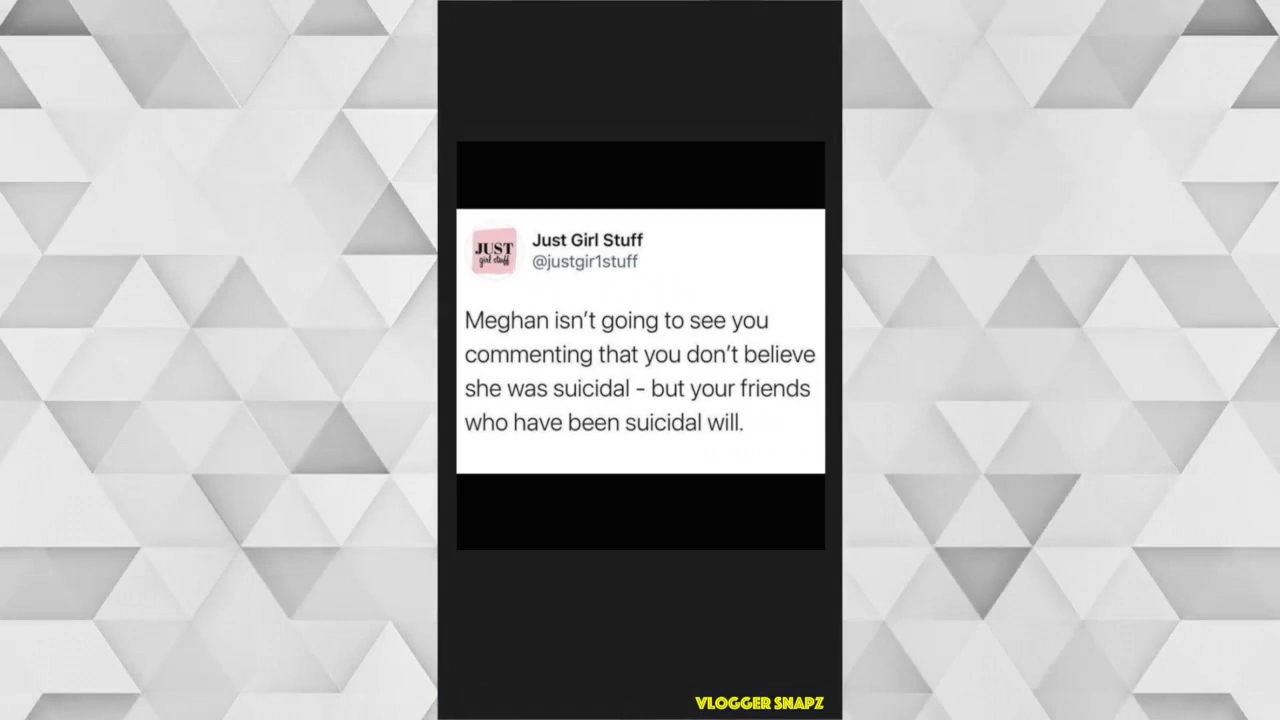 JUST
girl stuff
Just Girl Stuff
@justgir1stuff
Meghan isn't going to see you
commenting that you don't believe
she was suicidal - but your friends
who have been suicidal will.
VLOGGER SNAPZ